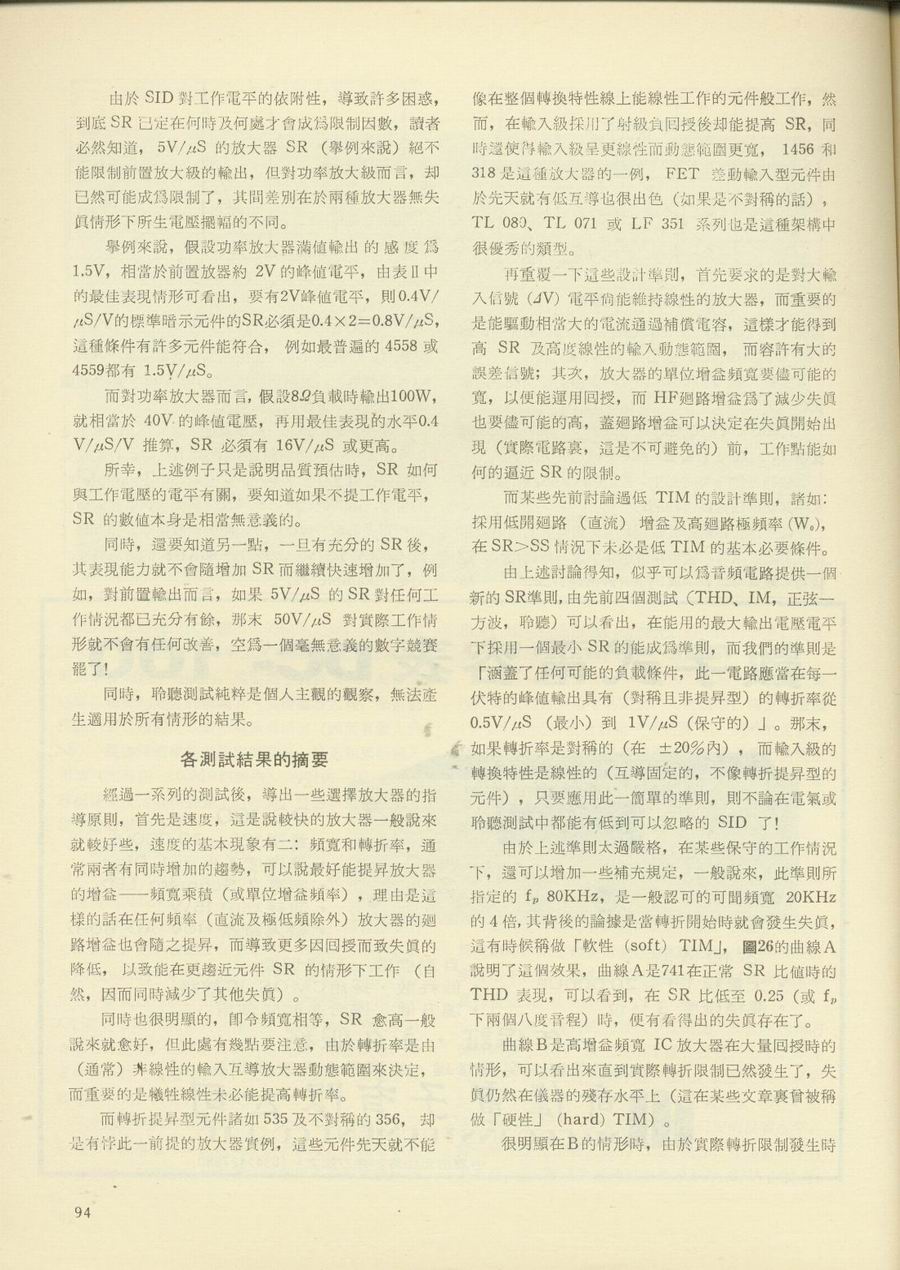 由於 SID 對工作電平的依附性，導致許多困惑，
到底 SR 已定在何時及何處才會成爲限制因數，讀者
必然知道， 5V/μS 的放大器 SR （舉例來說）絕不
能限制前置放大級的輸出，但對功率放大級而言，却
已然可能成爲限制了，其間差別在於兩種放大器無失
眞情形下所生電壓擺幅的不同。
舉例來說，假設功率放大器滿値輸出 的 感 度 爲
1.5V，相當於前置放器約 2V 的峰値電平，由表Ⅱ中
的最佳表現情形可看出，要有2V峰値電平，則0.4V/
μS/V的標準暗示元件的SR必須是0.4×2＝0.8V/μS，
這種條件有許多元件能符合， 例如最普遍的 4558 或
4559都有 1.5V/μS。
而對功率放大器而言，假設8Ω負載時輸出100W，
就相當於 40V 的峰値電壓，再用最佳表現的水平0.4
V/μS/V 推算，SR 必須有 16V/μS 或更高。
所幸，上述例子只是說明品質預估時，SR 如何
與工作電壓的電平有關，要知道如果不提工作電平，
SR 的數値本身是相當無意義的。
同時，還要知道另一點，一旦有充分的 SR 後，
其表現能力就不會隨增加 SR 而繼續快速增加了，例
如，對前置輸出而言，如果 5V/μS 的 SR 對任何工
作情況都已充分有餘，那末 50V/μS 對實際工作情
形就不會有任何改善，空爲一個毫無意義的數字競賽
罷了！
同時，聆聽測試純粹是個人主觀的觀察，無法產
生適用於所有情形的結果。
各測試結果的摘要
經過一系列的測試後，導出一些選擇放大器的指
導原則，首先是速度，這是說較快的放大器一般說來
就較好些，速度的基本現象有二：頻寬和轉折率，通
常兩者有同時增加的趨勢，可以說最好能提昇放大器
的增益——頻寬乘積（或單位增益頻率），理由是這
樣的話在任何頻率（直流及極低頻除外）放大器的廻
路增益也會隨之提昇，而導致更多因回授而致失眞的
降低， 以致能在更趨近元件 SR 的情形下工作 （自
然，因而同時減少了其他失眞）。
同時也很明顯的，卽令頻寬相等，SR 愈高一般
說來就愈好，但此處有幾點要注意，由於轉折率是由
（通常）非線性的輸入互導放大器動態範圍來決定，
而重要的是犧牲線性未必能提高轉折率。
而轉折提昇型元件諸如 535 及不對稱的 356， 却
是有悖此一前提的放大器實例，這些元件先天就不能
像在整個轉換特性線上能線性工作的元件般工作，然
而，在輸入級採用了射級負回授後却能提高 SR，同
時還使得輸入級呈更線性而動態範圍更寬， 1456 和
318 是這種放大器的一例， FET 差動輸入型元件由
於先天就有低互導也很出色（如果是不對稱的話），
TL 080、TL 071 或 LF 351 系列也是這種架構中
很優秀的類型。
再重覆一下這些設計準則，首先要求的是對大輸
入信號（ΔV）電平尙能維持線性的放大器，而重要的
是能驅動相當大的電流通過補償電容，這樣才能得到
高 SR 及高度線性的輸入動態範圍， 而容許有大的
誤差信號；其次，放大器的單位增益頻寬要儘可能的
寬，以便能運用回授，而 HF廻路增益爲了減少失眞
也要儘可能的高，蓋廻路增益可以決定在失眞開始出
現（實際電路裏，這是不可避免的）前，工作點能如
何的逼近 SR 的限制。
而某些先前討論過低 TIM 的設計準則，諸如：
採用低開廻路 （直流） 增益及高廻路極頻率 (W₀)，
在 SR＞SS 情況下未必是低 TIM 的基本必要條件。
由上述討論得知，似乎可以爲音頻電路提供一個
新的 SR準則，由先前四個測試（THD、IM，正弦—
方波，聆聽）可以看出，在能用的最大輸出電壓電平
下採用一個最小 SR 的能成爲準則，而我們的準則是
「涵蓋了任何可能的負載條件，此一電路應當在每一
伏特的峰値輸出具有（對稱且非提昇型）的轉折率從
0.5V/μS （最小）到 1V/μS（保守的）」。那末，
如果轉折率是對稱的（在 ±20％內），而輸入級的
轉換特性是線性的（互導固定的，不像轉折提昇型的
元件），只要應用此一簡單的準則，則不論在電氣或
聆聽測試中都能有低到可以忽略的 SID 了！
由於上述準則太過嚴格，在某些保守的工作情況
下，還可以增加一些補充規定，一般說來，此準則所
指定的 fp 80KHz，是一般認可的可聞頻寬 20KHz
的 4 倍，其背後的論據是當轉折開始時就會發生失眞，
這有時候稱做「軟性（soft）TIM」，圖26的曲線 A
說明了這個效果，曲線 A 是741在正常 SR 比値時的
THD 表現，可以看到，在 SR 比低至 0.25（或 fp
下兩個八度音程）時，便有看得出的失眞存在了。
曲線 B 是高增益頻寬 IC 放大器在大量回授時的
情形，可以看出來直到實際轉折限制已然發生了，失
眞仍然在儀器的殘存水平上（這在某些文章裏曾被稱
做「硬性」（hard）TIM）。
很明顯在 B 的情形時，由於實際轉折限制發生時
94